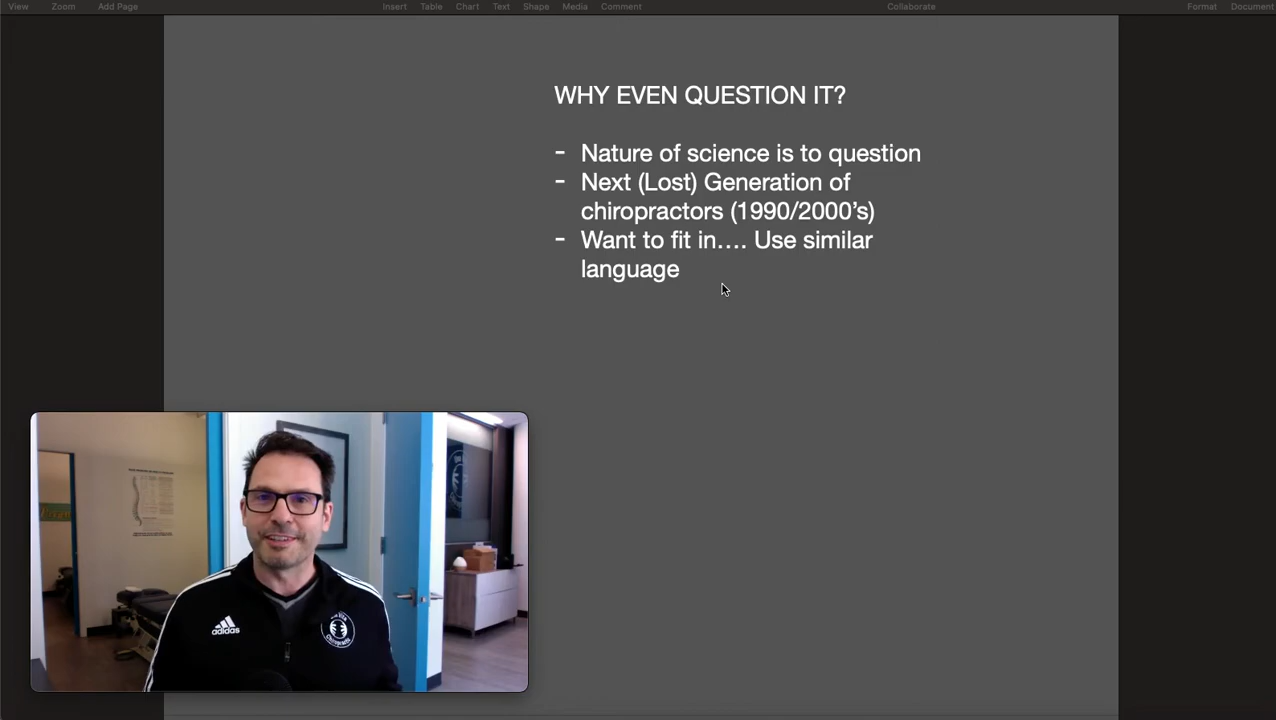 View Zoom Add Page Insert Table Chart Text Shape Media Comment Collaborate Format Document
WHY EVEN QUESTION IT?
- Nature of science is to question
- Next (Lost) Generation of
chiropractors (1990/2000’s)
- Want to fit in…. Use similar
language
adidas
Chiropractic